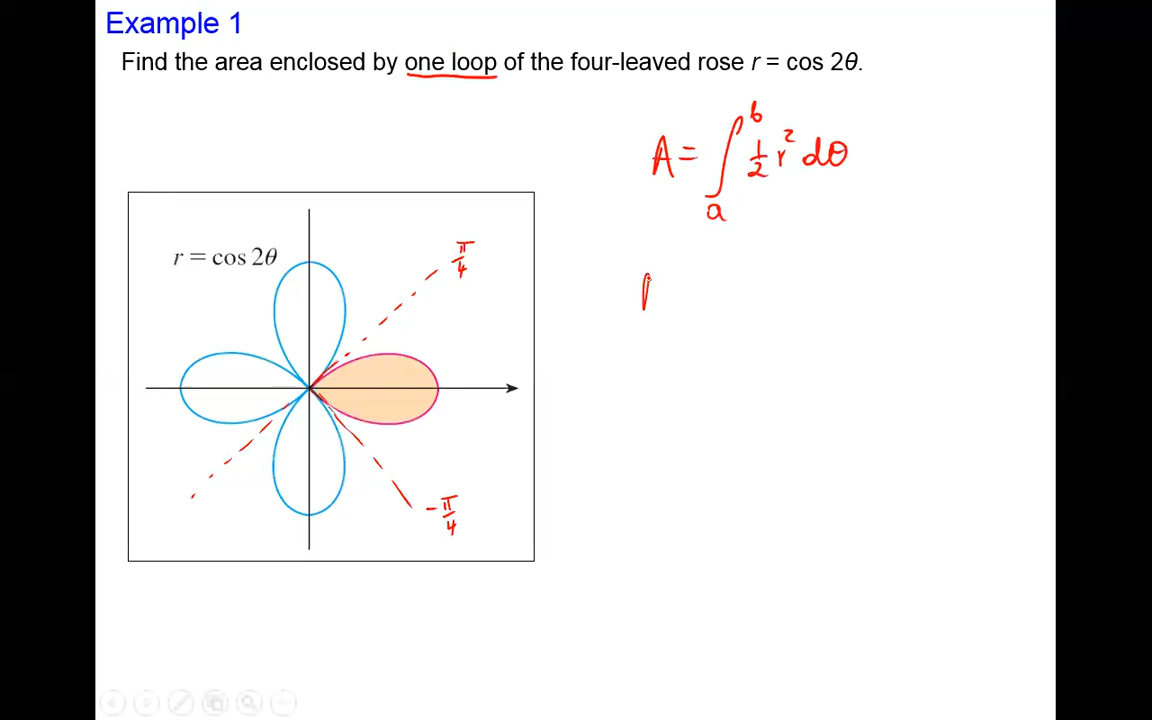 Example 1
Find the area enclosed by one loop of the four-leaved rose r = cos 2θ.
A = ∫_a^b 1/2 r² dθ
r = cos 2θ
π/4
-π/4